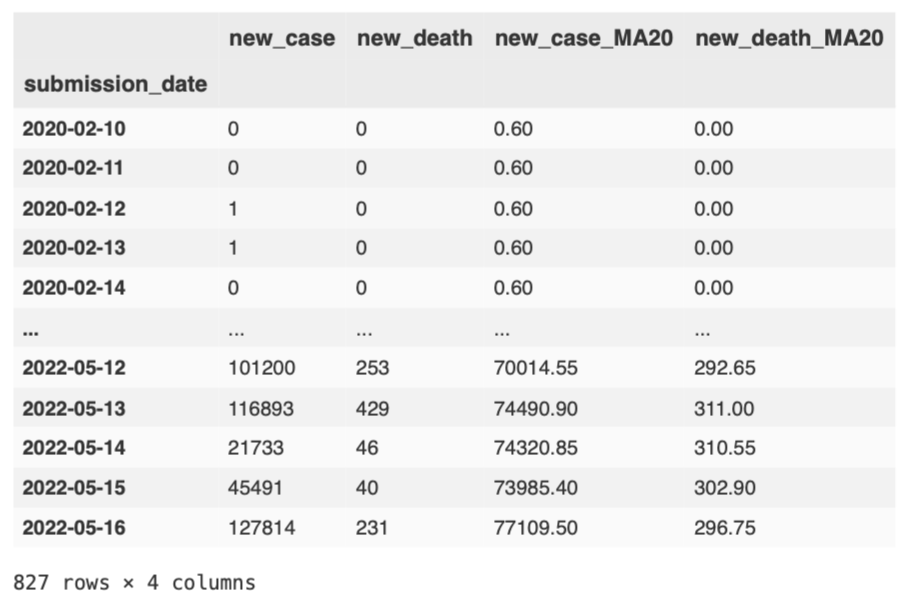 new_case new_death new_case_MA20 new_death_MA20
submission_date
2020-02-10 0 0 0.60 0.00
2020-02-11 0 0 0.60 0.00
2020-02-12 1 0 0.60 0.00
2020-02-13 1 0 0.60 0.00
2020-02-14 0 0 0.60 0.00
... ... ... ... ...
2022-05-12 101200 253 70014.55 292.65
2022-05-13 116893 429 74490.90 311.00
2022-05-14 21733 46 74320.85 310.55
2022-05-15 45491 40 73985.40 302.90
2022-05-16 127814 231 77109.50 296.75
827 rows × 4 columns